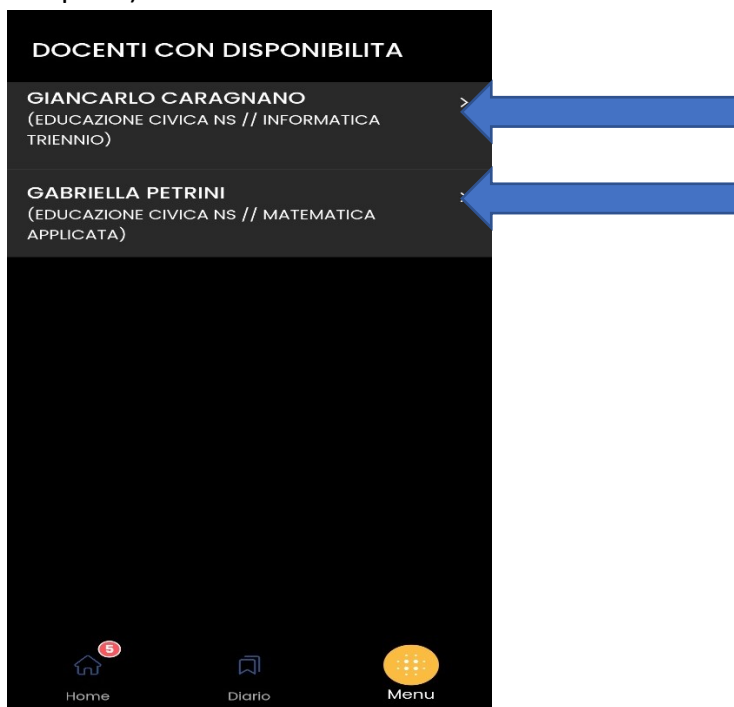 DOCENTI CON DISPONIBILITA
GIANCARLO CARAGNANO
(EDUCAZIONE CIVICA NS // INFORMATICA
TRIENNIO)
GABRIELLA PETRINI
(EDUCAZIONE CIVICA NS // MATEMATICA
APPLICATA)
5
Home Diario Menu